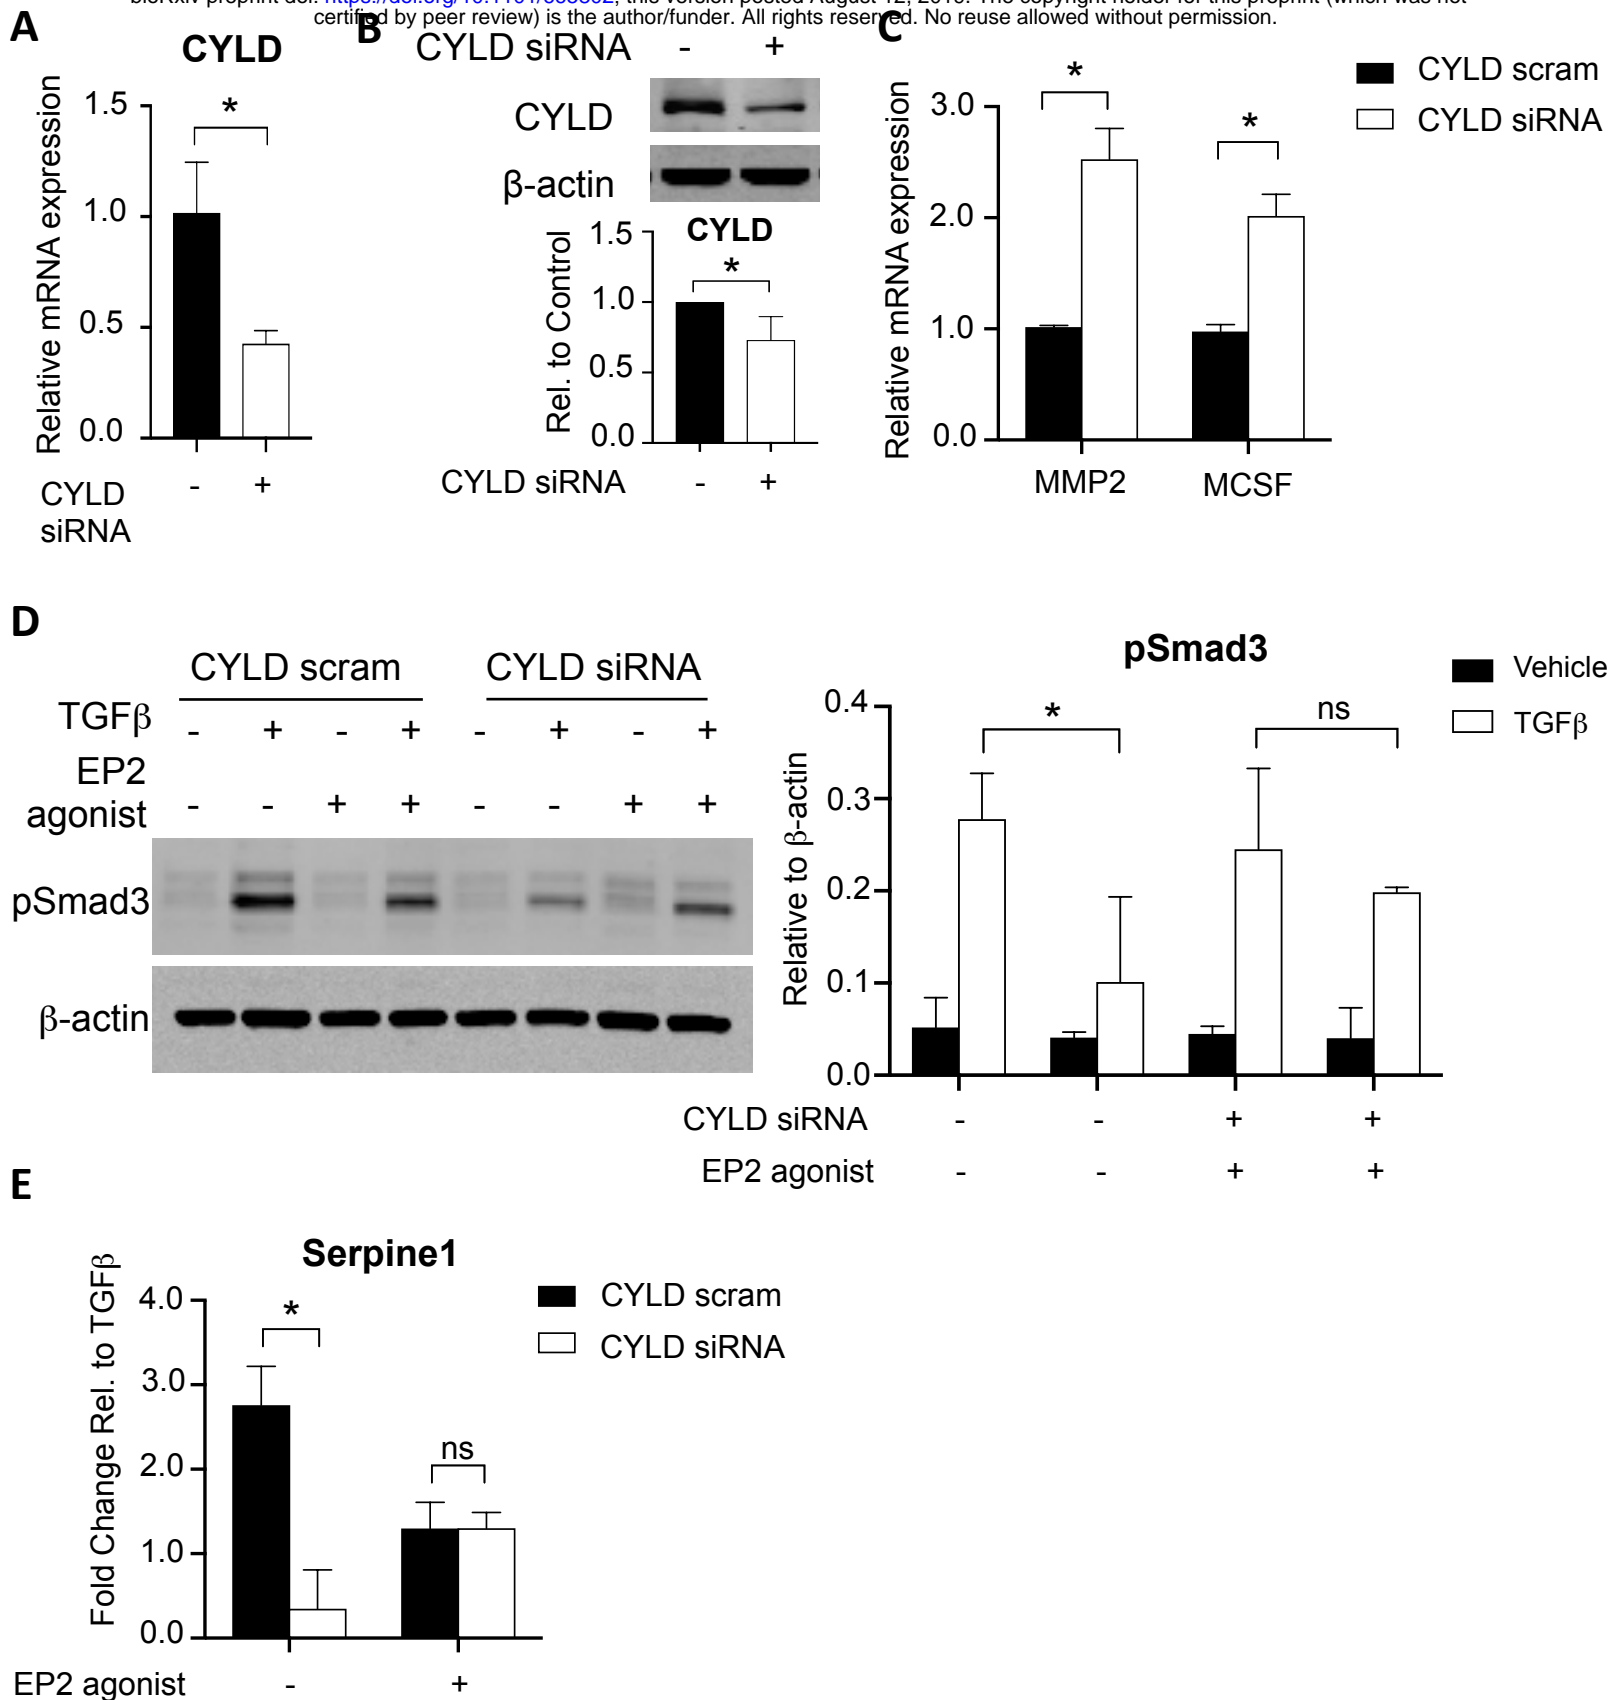 certified by peer review) is the author/funder. All rights reserved. No reuse allowed without permission.
A
CYLD
Relative mRNA expression
1.5
1.0
0.5
0.0
*
CYLD - +
siRNA
B
CYLD siRNA - +
CYLD
β-actin
CYLD
Rel. to Control
1.5
1.0
0.5
0.0
*
CYLD siRNA - +
C
Relative mRNA expression
3.0
2.0
1.0
0.0
*
*
MMP2 MCSF
CYLD scram
CYLD siRNA
D
CYLD scram CYLD siRNA
TGFβ - + - + - + - +
EP2
agonist - - + + - - + +
pSmad3
β-actin
pSmad3
Relative to β-actin
0.4
0.3
0.2
0.1
0.0
* ns
Vehicle
TGFβ
CYLD siRNA - - + +
EP2 agonist - - + +
E
Serpine1
Fold Change Rel. to TGFβ
4.0
3.0
2.0
1.0
0.0
*
ns
CYLD scram
CYLD siRNA
EP2 agonist - +